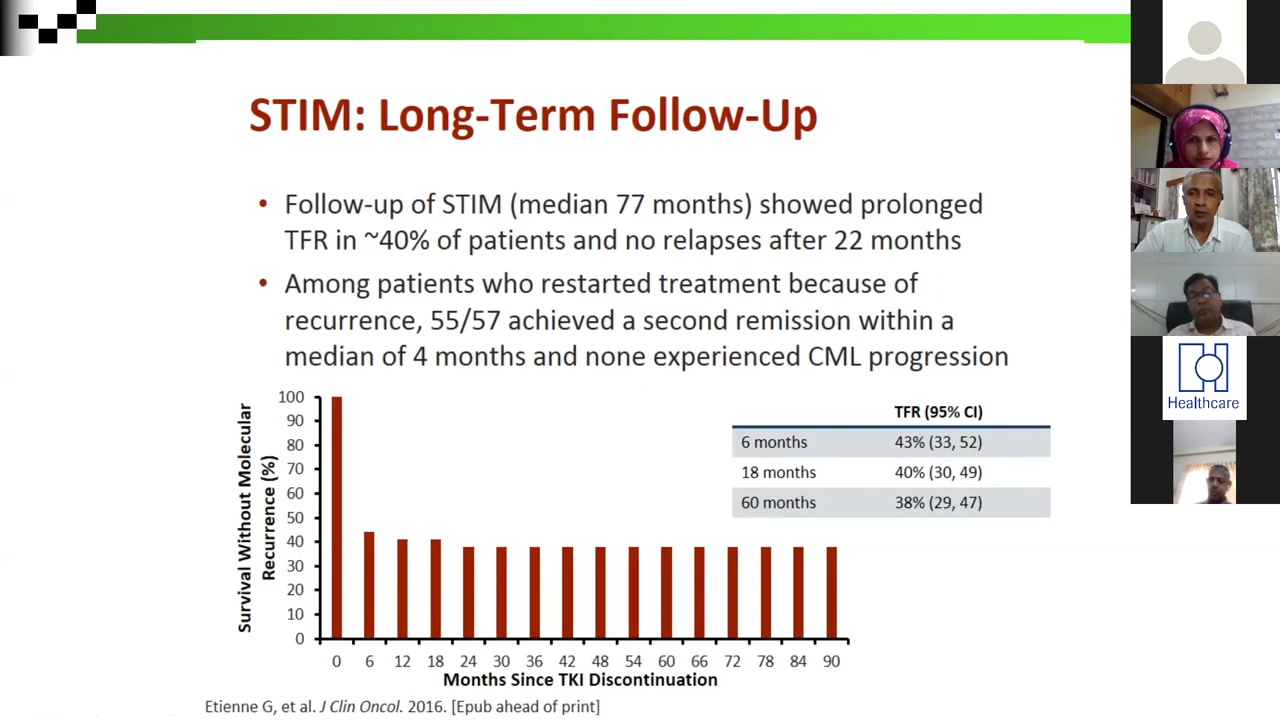 STIM: Long-Term Follow-Up
• Follow-up of STIM (median 77 months) showed prolonged
TFR in ~40% of patients and no relapses after 22 months
• Among patients who restarted treatment because of
recurrence, 55/57 achieved a second remission within a
median of 4 months and none experienced CML progression
Survival Without Molecular
Recurrence (%)
100
90
80
70
60
50
40
30
20
10
0
0 6 12 18 24 30 36 42 48 54 60 66 72 78 84 90
Months Since TKI Discontinuation
TFR (95% CI)
6 months 43% (33, 52)
18 months 40% (30, 49)
60 months 38% (29, 47)
Etienne G, et al. J Clin Oncol. 2016. [Epub ahead of print]
Healthcare